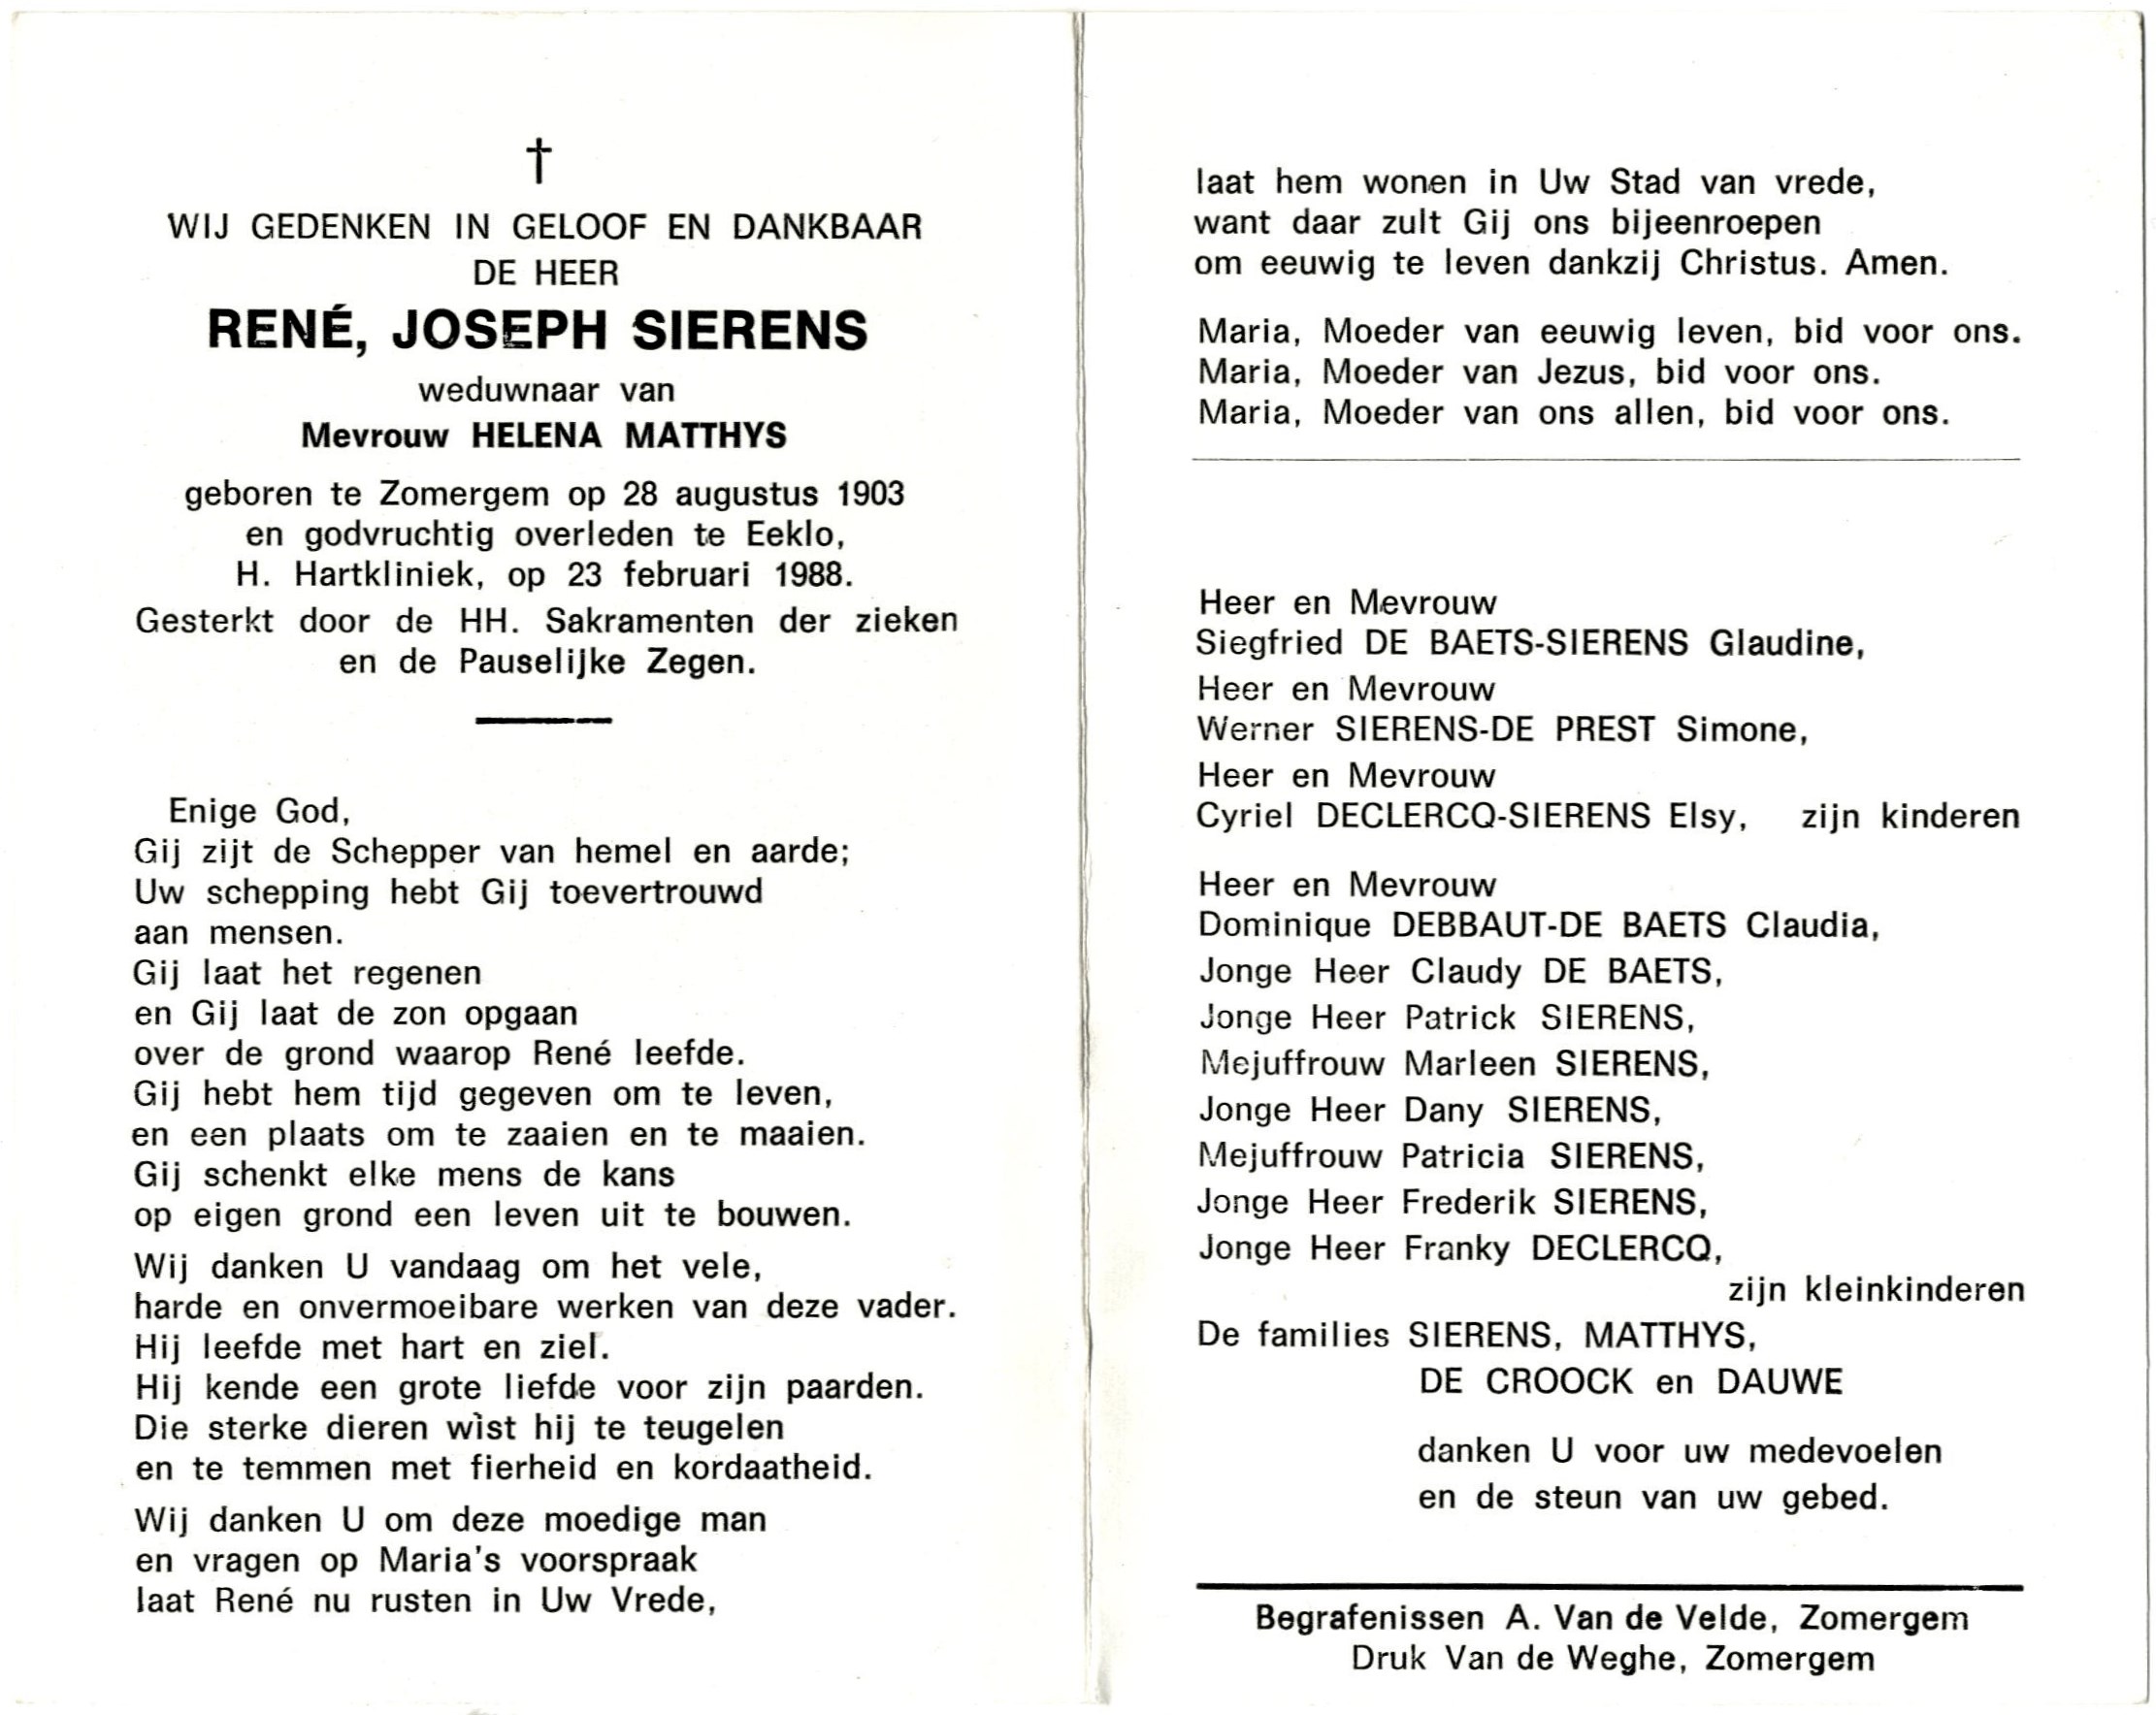 †
WIJ GEDENKEN IN GELOOF EN DANKBAAR
DE HEER
RENÉ, JOSEPH SIERENS
weduwnaar van
Mevrouw HELENA MATTHYS
geboren te Zomergem op 28 augustus 1903
en godvruchtig overleden te Eeklo,
H. Hartkliniek, op 23 februari 1988.
Gesterkt door de HH. Sakramenten der zieken
en de Pauselijke Zegen.
Enige God,
Gij zijt de Schepper van hemel en aarde;
Uw schepping hebt Gij toevertrouwd
aan mensen.
Gij laat het regenen
en Gij laat de zon opgaan
over de grond waarop René leefde.
Gij hebt hem tijd gegeven om te leven,
en een plaats om te zaaien en te maaien.
Gij schenkt elke mens de kans
op eigen grond een leven uit te bouwen.
Wij danken U vandaag om het vele,
harde en onvermoeibare werken van deze vader.
Hij leefde met hart en ziel.
Hij kende een grote liefde voor zijn paarden.
Die sterke dieren wist hij te teugelen
en te temmen met fierheid en kordaatheid.
Wij danken U om deze moedige man
en vragen op Maria's voorspraak
laat René nu rusten in Uw Vrede,
laat hem wonen in Uw Stad van vrede,
want daar zult Gij ons bijeenroepen
om eeuwig te leven dankzij Christus. Amen.
Maria, Moeder van eeuwig leven, bid voor ons.
Maria, Moeder van Jezus, bid voor ons.
Maria, Moeder van ons allen, bid voor ons.
Heer en Mevrouw
Siegfried DE BAETS-SIERENS Glaudine,
Heer en Mevrouw
Werner SIERENS-DE PREST Simone,
Heer en Mevrouw
Cyriel DECLERCQ-SIERENS Elsy, zijn kinderen
Heer en Mevrouw
Dominique DEBBAUT-DE BAETS Claudia,
Jonge Heer Claudy DE BAETS,
Jonge Heer Patrick SIERENS,
Mejuffrouw Marleen SIERENS,
Jonge Heer Dany SIERENS,
Mejuffrouw Patricia SIERENS,
Jonge Heer Frederik SIERENS,
Jonge Heer Franky DECLERCQ,
zijn kleinkinderen
De families SIERENS, MATTHYS,
DE CROOCK en DAUWE
danken U voor uw medevoelen
en de steun van uw gebed.
Begrafenissen A. Van de Velde, Zomergem
Druk Van de Weghe, Zomergem